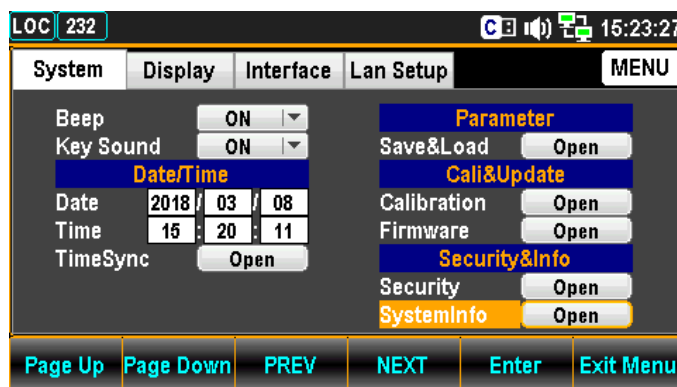 LOC 232 C 15:23:27
System Display Interface Lan Setup MENU
Beep ON
Key Sound ON
Date/Time
Date 2018 / 03 / 08
Time 15 : 20 : 11
TimeSync Open
Parameter
Save&Load Open
Cali&Update
Calibration Open
Firmware Open
Security&Info
Security Open
SystemInfo Open
Page Up Page Down PREV NEXT Enter Exit Menu